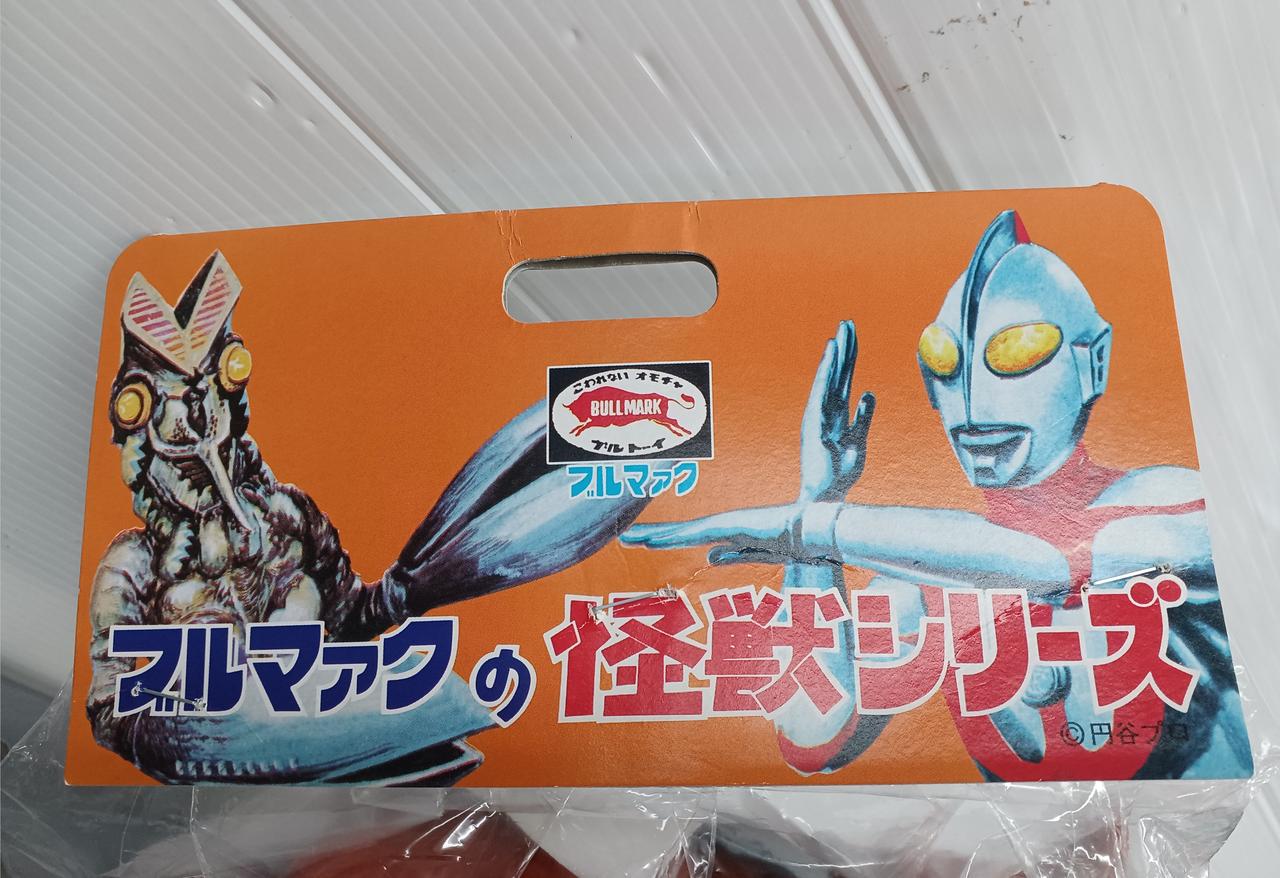 こわれない オモチャ
BULLMARK
ブルトーイ
ブルマァク
ブルマァクの怪獣シリーズ
©円谷プロ